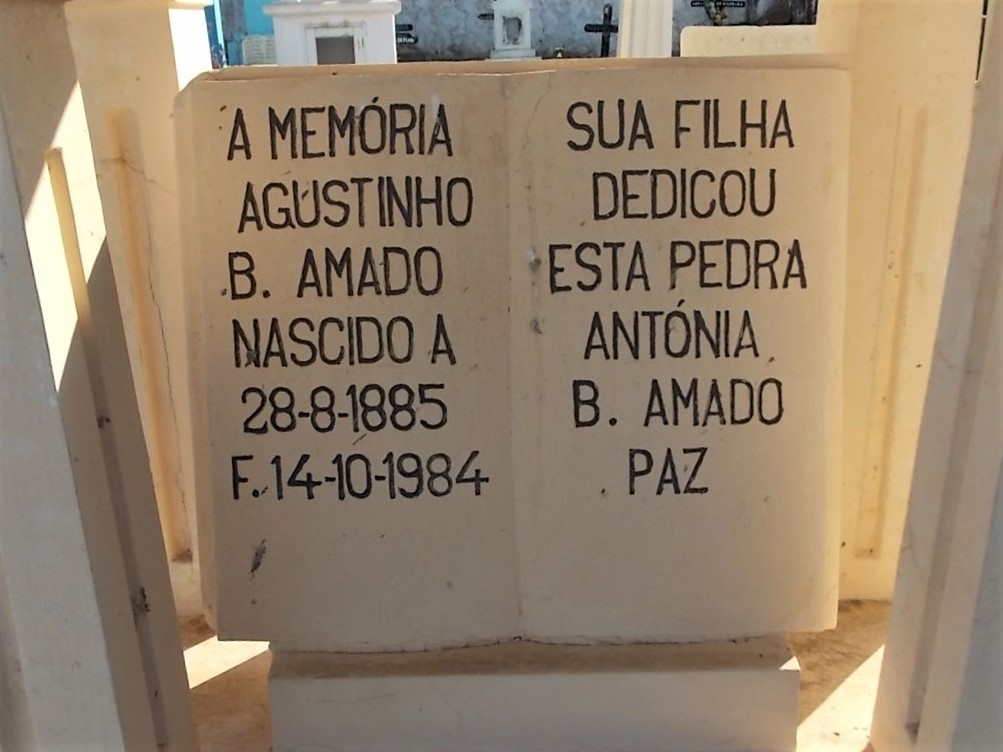 A MEMÓRIA
AGUSTINHO
B. AMADO
NASCIDO A
28-8-1885
F. 14-10-1984
SUA FILHA
DEDICOU
ESTA PEDRA
ANTÓNIA
B. AMADO
PAZ